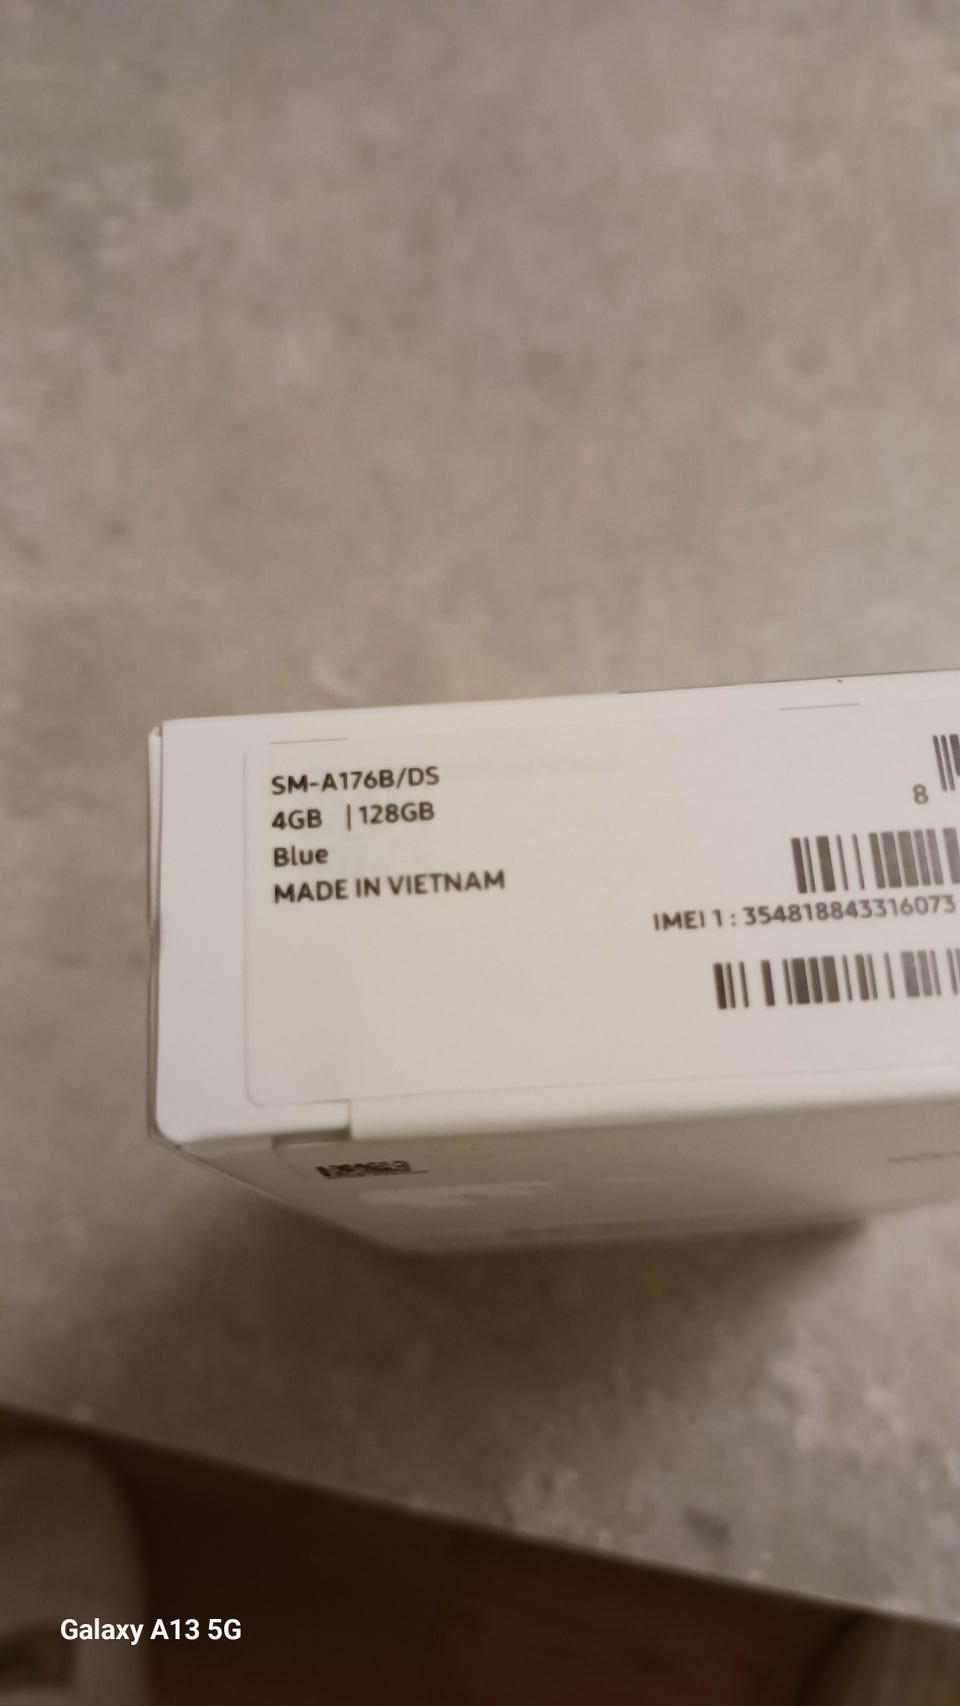 SM-A176B/DS
4GB | 128GB
Blue
MADE IN VIETNAM
8
IMEI 1 : 354818843316073
Galaxy A13 5G